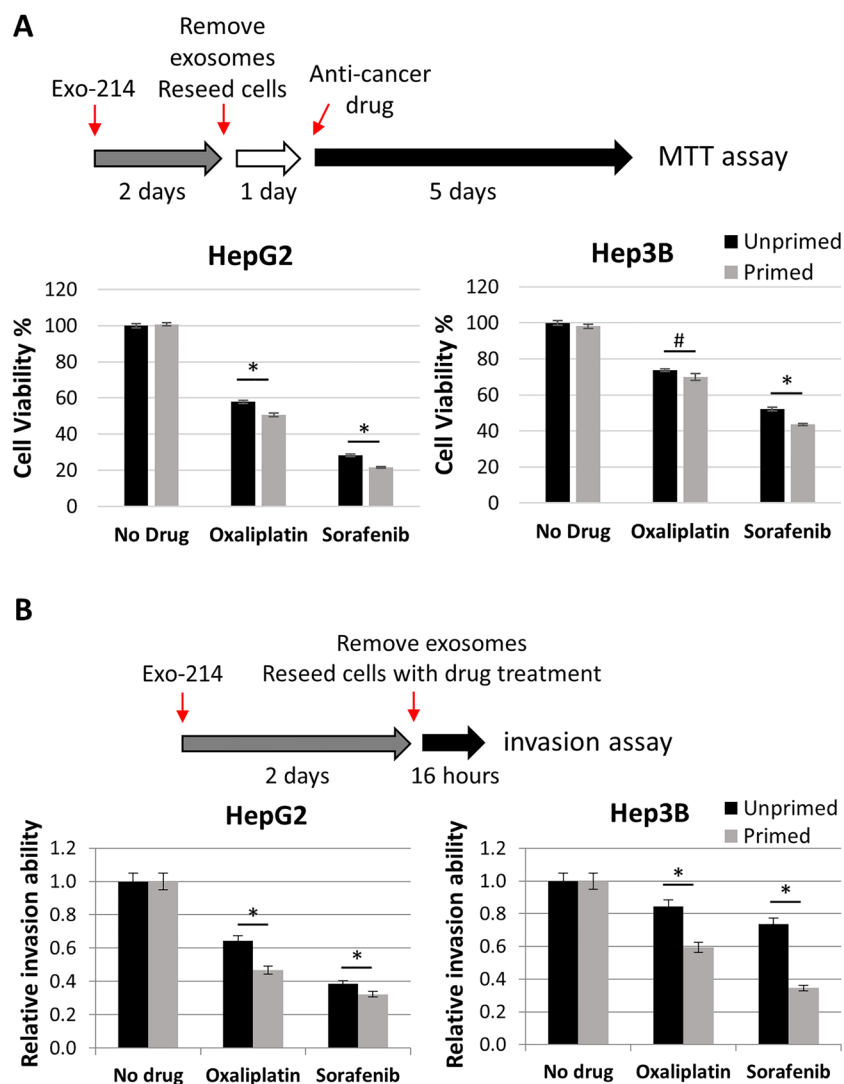 A
Remove
exosomes
Reseed cells
Exo-214
Anti-cancer
drug
2 days
1 day
5 days
MTT assay
HepG2
Cell Viability %
120
100
80
60
40
20
0
*
*
No Drug
Oxaliplatin
Sorafenib
Hep3B
Unprimed
Primed
Cell Viability %
120
100
80
60
40
20
0
#
*
No Drug
Oxaliplatin
Sorafenib
B
Remove exosomes
Exo-214
Reseed cells with drug treatment
2 days
16 hours
invasion assay
HepG2
Relative invasion ability
1.2
1.0
0.8
0.6
0.4
0.2
0.0
*
*
No drug
Oxaliplatin
Sorafenib
Hep3B
Unprimed
Primed
Relative invasion ability
1.2
1.0
0.8
0.6
0.4
0.2
0.0
*
*
No drug
Oxaliplatin
Sorafenib